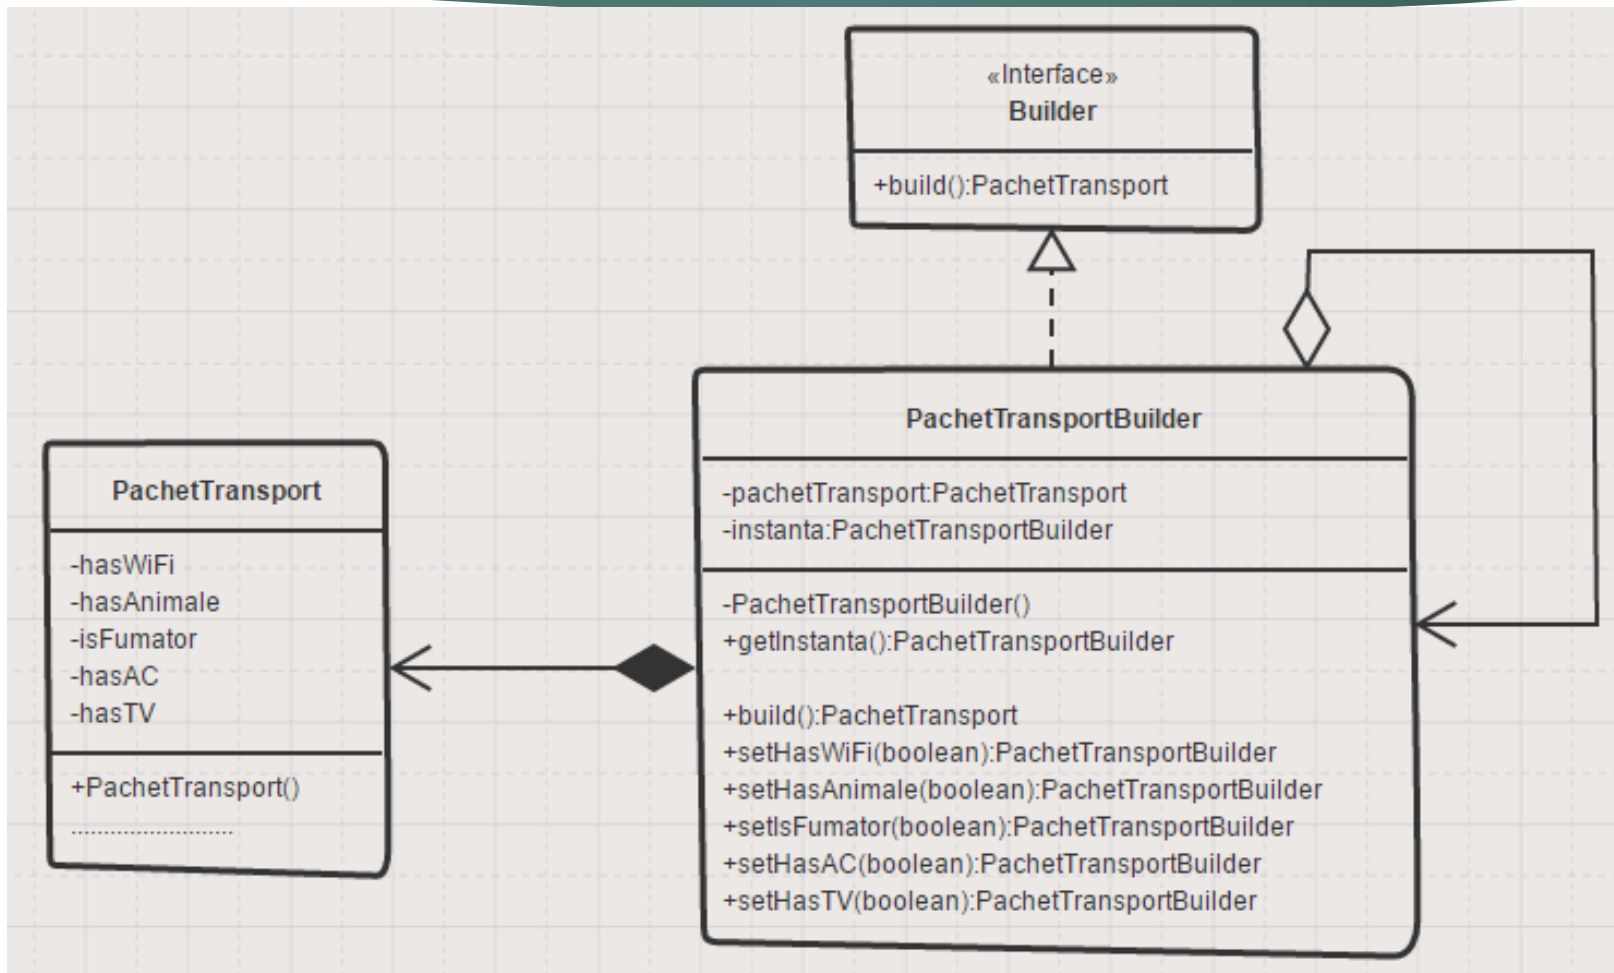 «Interface»
Builder
+build():PachetTransport
PachetTransport
-hasWiFi
-hasAnimale
-isFumator
-hasAC
-hasTV
+PachetTransport()
.........................
PachetTransportBuilder
-pachetTransport:PachetTransport
-instanta:PachetTransportBuilder
-PachetTransportBuilder()
+getInstanta():PachetTransportBuilder
+build():PachetTransport
+setHasWiFi(boolean):PachetTransportBuilder
+setHasAnimale(boolean):PachetTransportBuilder
+setIsFumator(boolean):PachetTransportBuilder
+setHasAC(boolean):PachetTransportBuilder
+setHasTV(boolean):PachetTransportBuilder